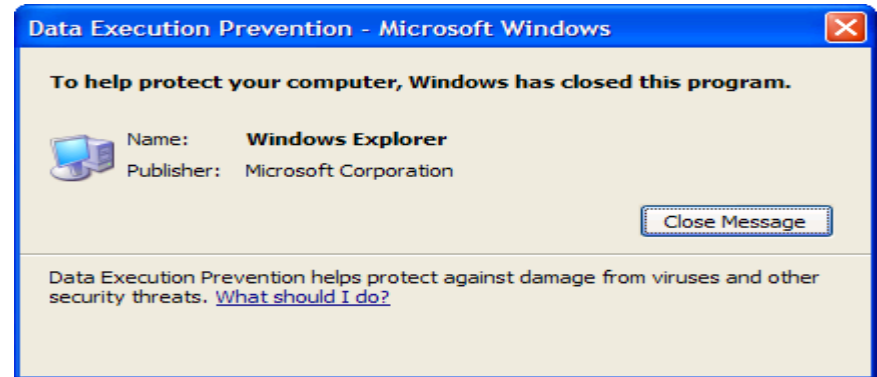 Data Execution Prevention - Microsoft Windows
To help protect your computer, Windows has closed this program.
Name: Windows Explorer
Publisher: Microsoft Corporation
Close Message
Data Execution Prevention helps protect against damage from viruses and other
security threats. What should I do?